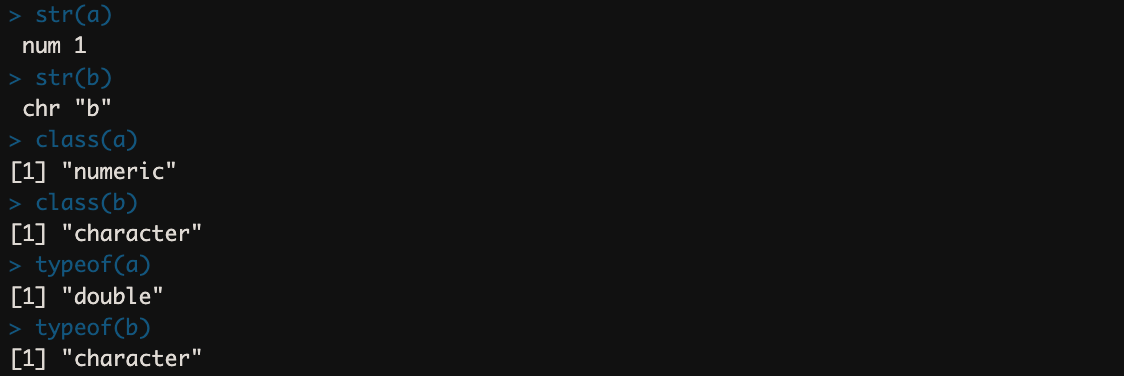 > str(a)
num 1
> str(b)
chr "b"
> class(a)
[1] "numeric"
> class(b)
[1] "character"
> typeof(a)
[1] "double"
> typeof(b)
[1] "character"